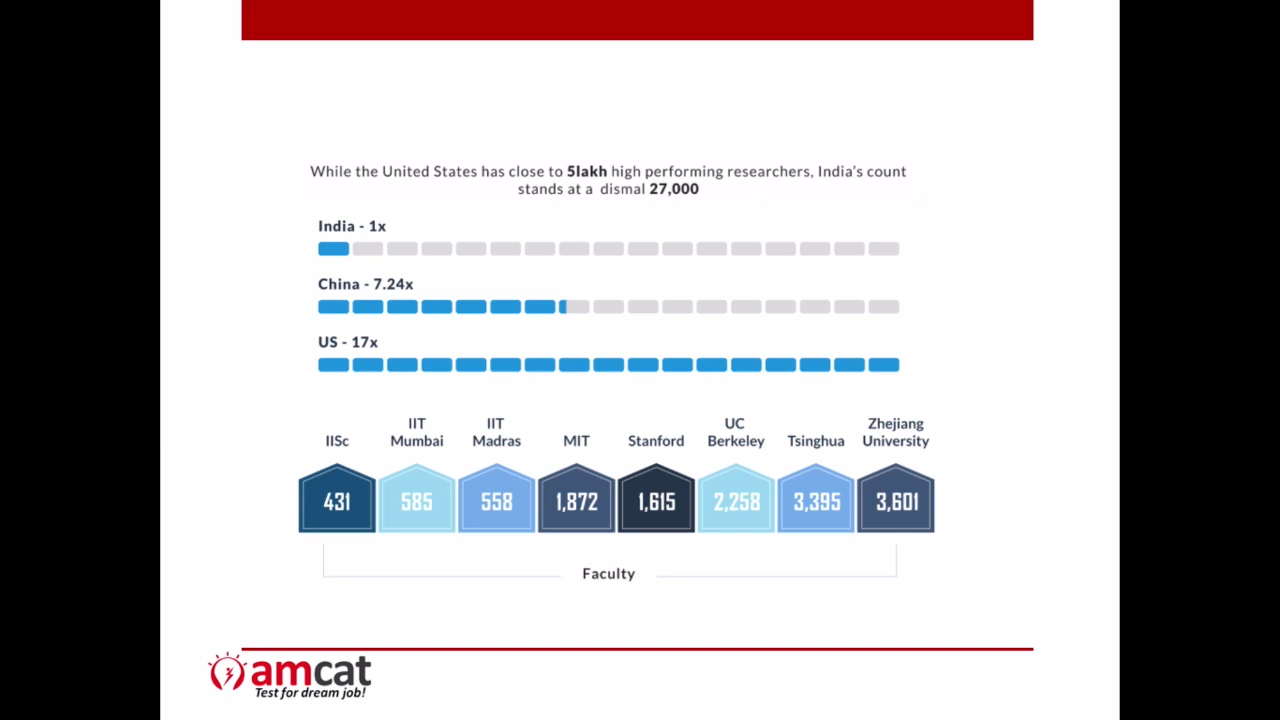 While the United States has close to 5lakh high performing researchers, India's count
stands at a dismal 27,000
India - 1x
China - 7.24x
US - 17x
IISc
IIT
Mumbai
IIT
Madras
MIT
Stanford
UC
Berkeley
Tsinghua
Zhejiang
University
431
585
558
1,872
1,615
2,258
3,395
3,601
Faculty
amcat
Test for dream job!